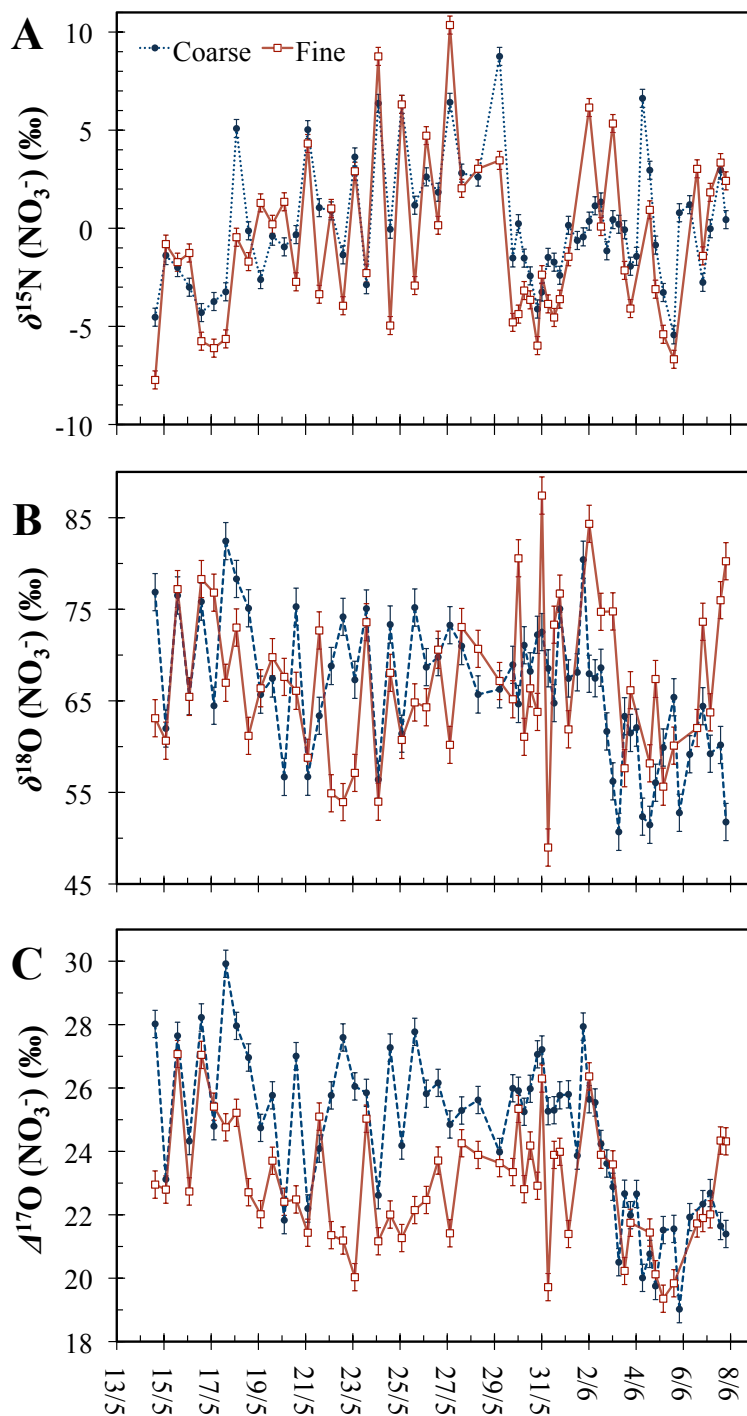 A
Coarse Fine
δ¹⁵N (NO₃⁻) (‰)
10
5
0
-5
-10
B
δ¹⁸O (NO₃⁻) (‰)
85
75
65
55
45
C
Δ¹⁷O (NO₃⁻) (‰)
30
28
26
24
22
20
18
13/5 15/5 17/5 19/5 21/5 23/5 25/5 27/5 29/5 31/5 2/6 4/6 6/6 8/6